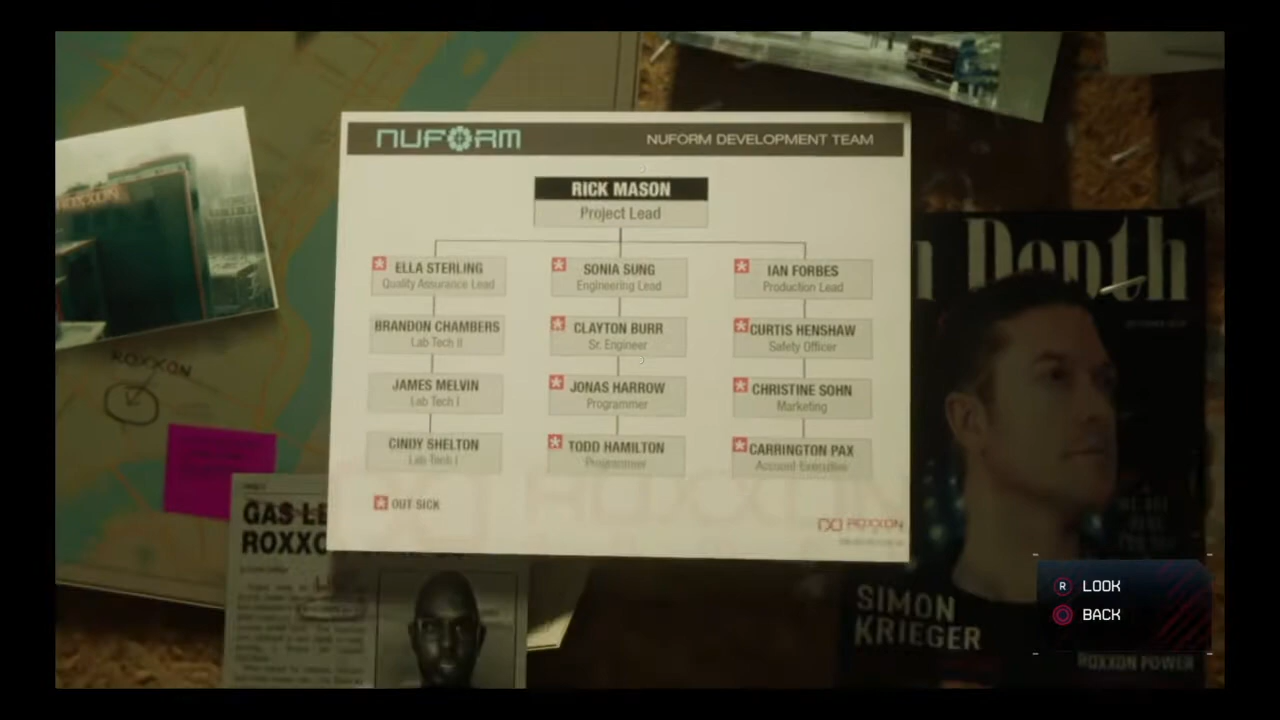 NUFORM
NUFORM DEVELOPMENT TEAM
RICK MASON
Project Lead
ELLA STERLING
Quality Assurance Lead
BRANDON CHAMBERS
Lab Tech II
JAMES MELVIN
Lab Tech I
CINDY SHELTON
Lab Tech I
SONIA SUNG
Engineering Lead
CLAYTON BURR
Sr. Engineer
JONAS HARROW
Programmer
TODD HAMILTON
Programmer
IAN FORBES
Production Lead
CURTIS HENSHAW
Safety Officer
CHRISTINE SOHN
Marketing
CARRINGTON PAX
Account Executive
OUT SICK
ROXXON
ROXXON
ROXXON
ROXXON
GAS LE
ROXXO
n Depth
SIMON
KRIEGER
ROXXON POWER
R LOOK
BACK